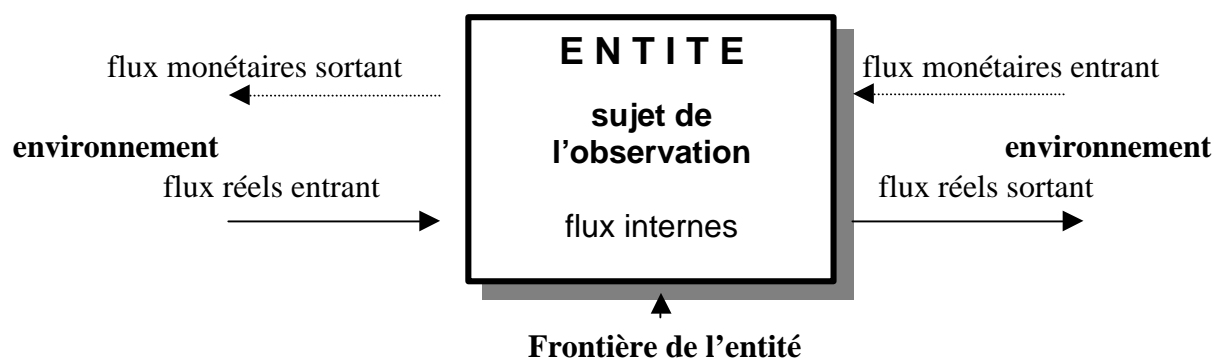 E N T I T E
flux monétaires sortant
flux monétaires entrant
sujet de
l'observation
environnement
environnement
flux réels entrant
flux réels sortant
flux internes
Frontière de l'entité